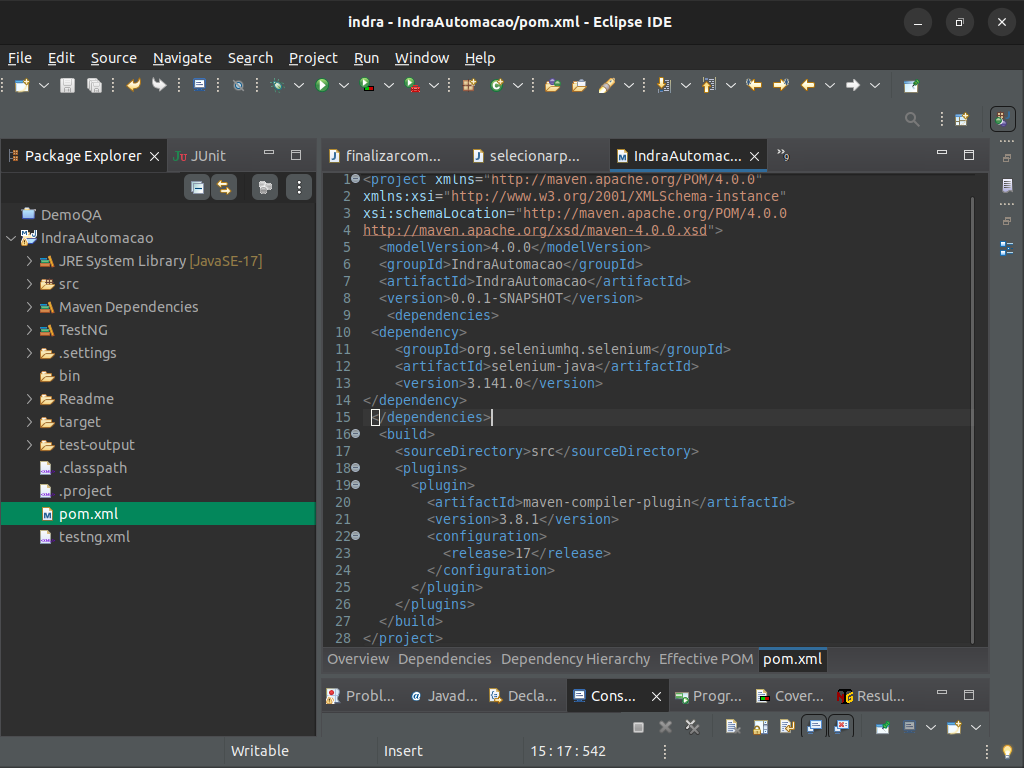 indra - IndraAutomacao/pom.xml - Eclipse IDE
File Edit Source Navigate Search Project Run Window Help
Package Explorer JUnit
DemoQA
IndraAutomacao
JRE System Library [JavaSE-17]
src
Maven Dependencies
TestNG
.settings
bin
Readme
target
test-output
.classpath
.project
pom.xml
testng.xml
finalizarcom... selecionarp... IndraAutomac... »9
1 <project xmlns="http://maven.apache.org/POM/4.0.0"
2 xmlns:xsi="http://www.w3.org/2001/XMLSchema-instance"
3 xsi:schemaLocation="http://maven.apache.org/POM/4.0.0
4 http://maven.apache.org/xsd/maven-4.0.0.xsd">
5 <modelVersion>4.0.0</modelVersion>
6 <groupId>IndraAutomacao</groupId>
7 <artifactId>IndraAutomacao</artifactId>
8 <version>0.0.1-SNAPSHOT</version>
9 <dependencies>
10 <dependency>
11 <groupId>org.seleniumhq.selenium</groupId>
12 <artifactId>selenium-java</artifactId>
13 <version>3.141.0</version>
14 </dependency>
15 </dependencies>
16 <build>
17 <sourceDirectory>src</sourceDirectory>
18 <plugins>
19 <plugin>
20 <artifactId>maven-compiler-plugin</artifactId>
21 <version>3.8.1</version>
22 <configuration>
23 <release>17</release>
24 </configuration>
25 </plugin>
26 </plugins>
27 </build>
28 </project>
Overview Dependencies Dependency Hierarchy Effective POM pom.xml
Probl... Javad... Decla... Cons... Progr... Cover... Resul...
Writable Insert 15 : 17 : 542